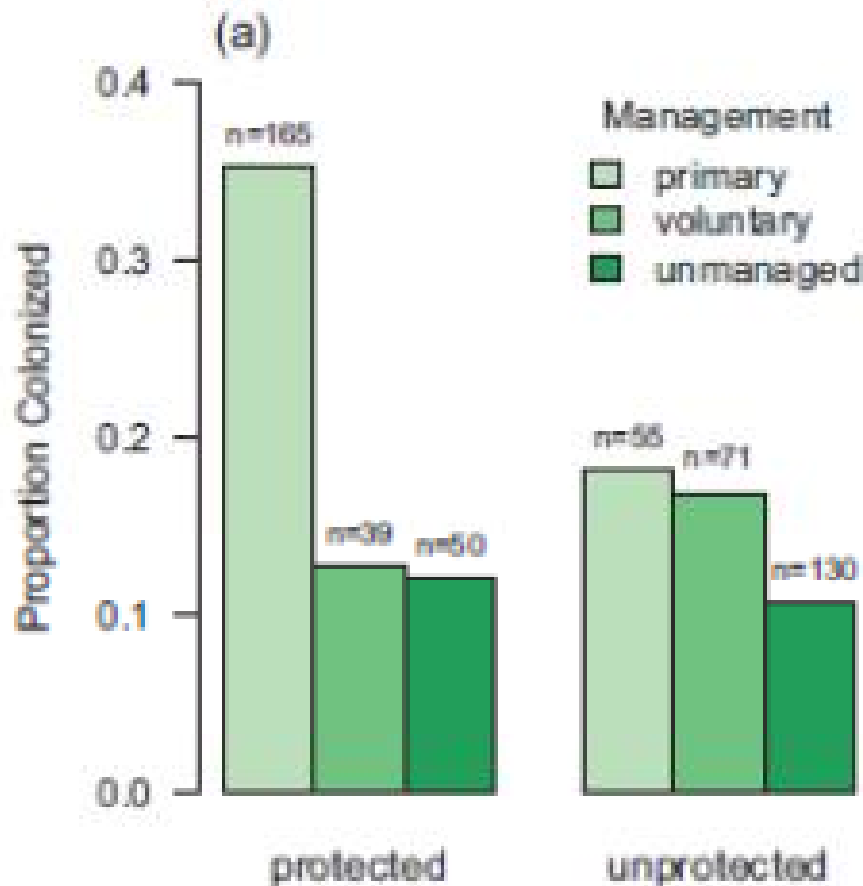 (a)
Proportion Colonized
0.4
0.3
0.2
0.1
0.0
n=165
n=39
n=50
n=55
n=71
n=130
Management
primary
voluntary
unmanaged
protected
unprotected